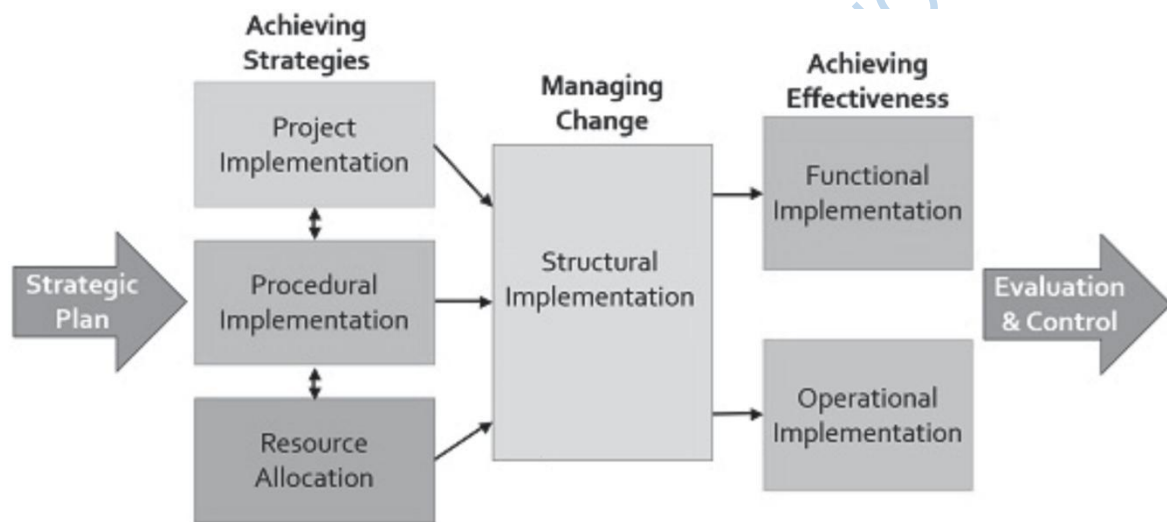 Achieving
Strategies
Project
Implementation
Procedural
Implementation
Resource
Allocation
Strategic
Plan
Managing
Change
Structural
Implementation
Achieving
Effectiveness
Functional
Implementation
Operational
Implementation
Evaluation
& Control